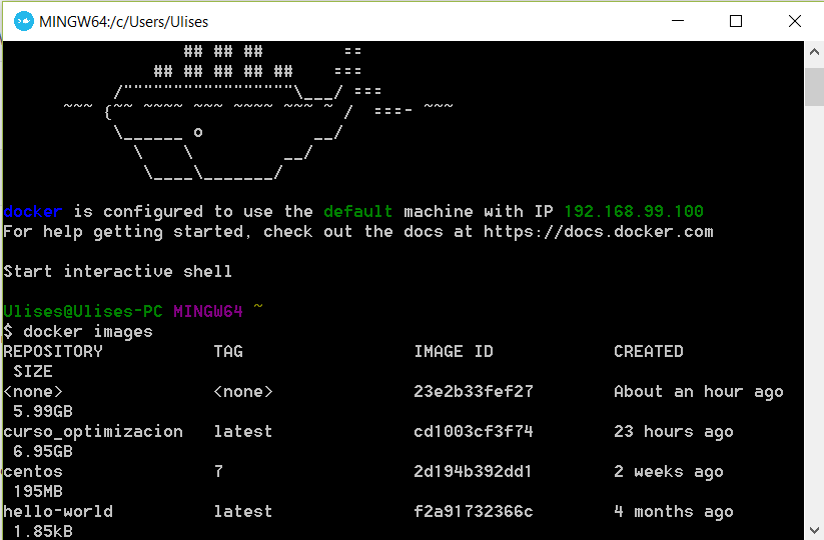 MINGW64:/c/Users/Ulises
## ## ## ==
## ## ## ## ## ===
/"""""""""""""""""\___/ ===
~~~ {~~ ~~~~ ~~~ ~~~~ ~~~ ~ / ===- ~~~
\______ o __/
\ \ __/
\____\_______/
docker is configured to use the default machine with IP 192.168.99.100
For help getting started, check out the docs at https://docs.docker.com
Start interactive shell
Ulises@Ulises-PC MINGW64 ~
$ docker images
REPOSITORY TAG IMAGE ID CREATED
SIZE
<none> <none> 23e2b33fef27 About an hour ago
5.99GB
curso_optimizacion latest cd1003cf3f74 23 hours ago
6.95GB
centos 7 2d194b392dd1 2 weeks ago
195MB
hello-world latest f2a91732366c 4 months ago
1.85kB